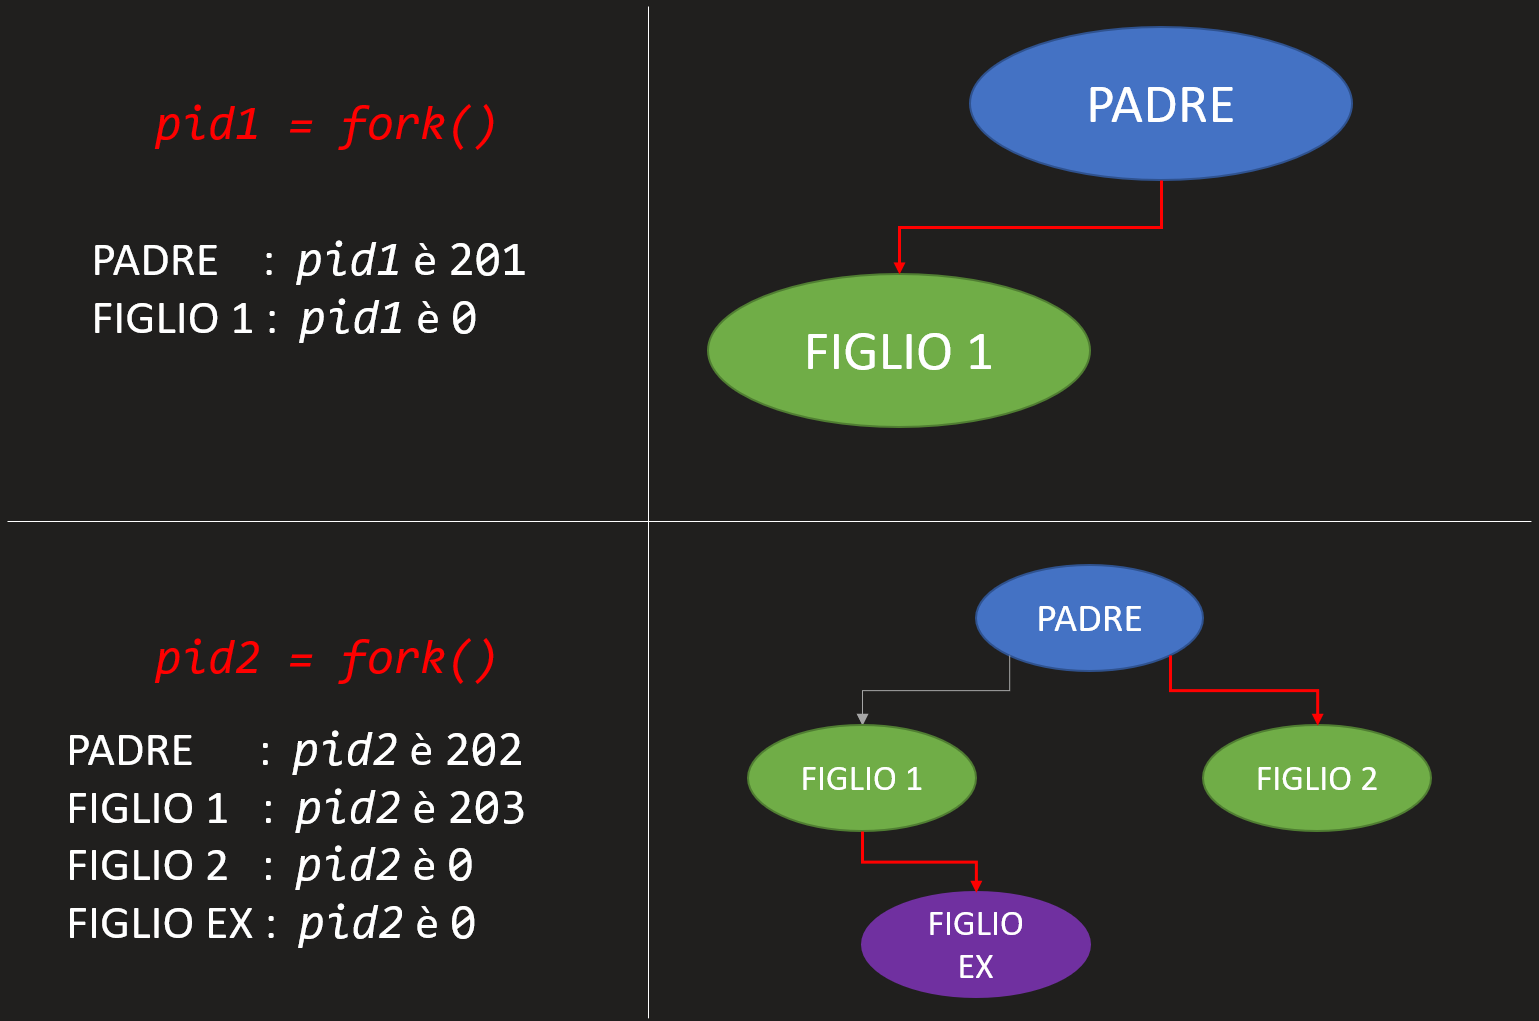 pid1 = fork()
PADRE : pid1 è 201
FIGLIO 1 : pid1 è 0
PADRE
FIGLIO 1
pid2 = fork()
PADRE : pid2 è 202
FIGLIO 1 : pid2 è 203
FIGLIO 2 : pid2 è 0
FIGLIO EX : pid2 è 0
PADRE
FIGLIO 1
FIGLIO 2
FIGLIO
EX